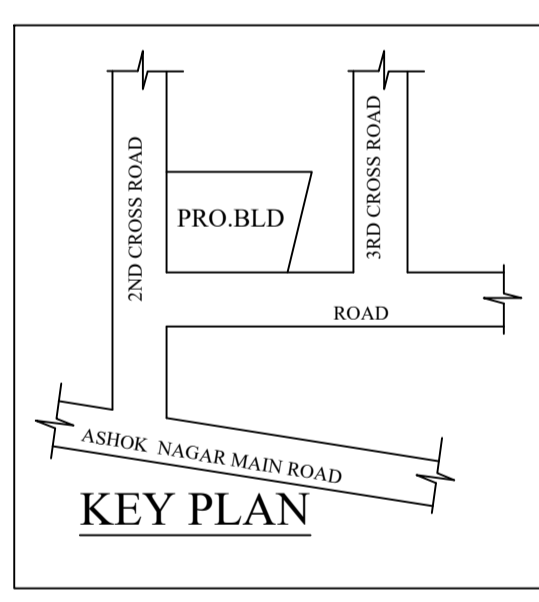 2ND CROSS ROAD
3RD CROSS ROAD
PRO.BLD
ROAD
ASHOK NAGAR MAIN ROAD
KEY PLAN